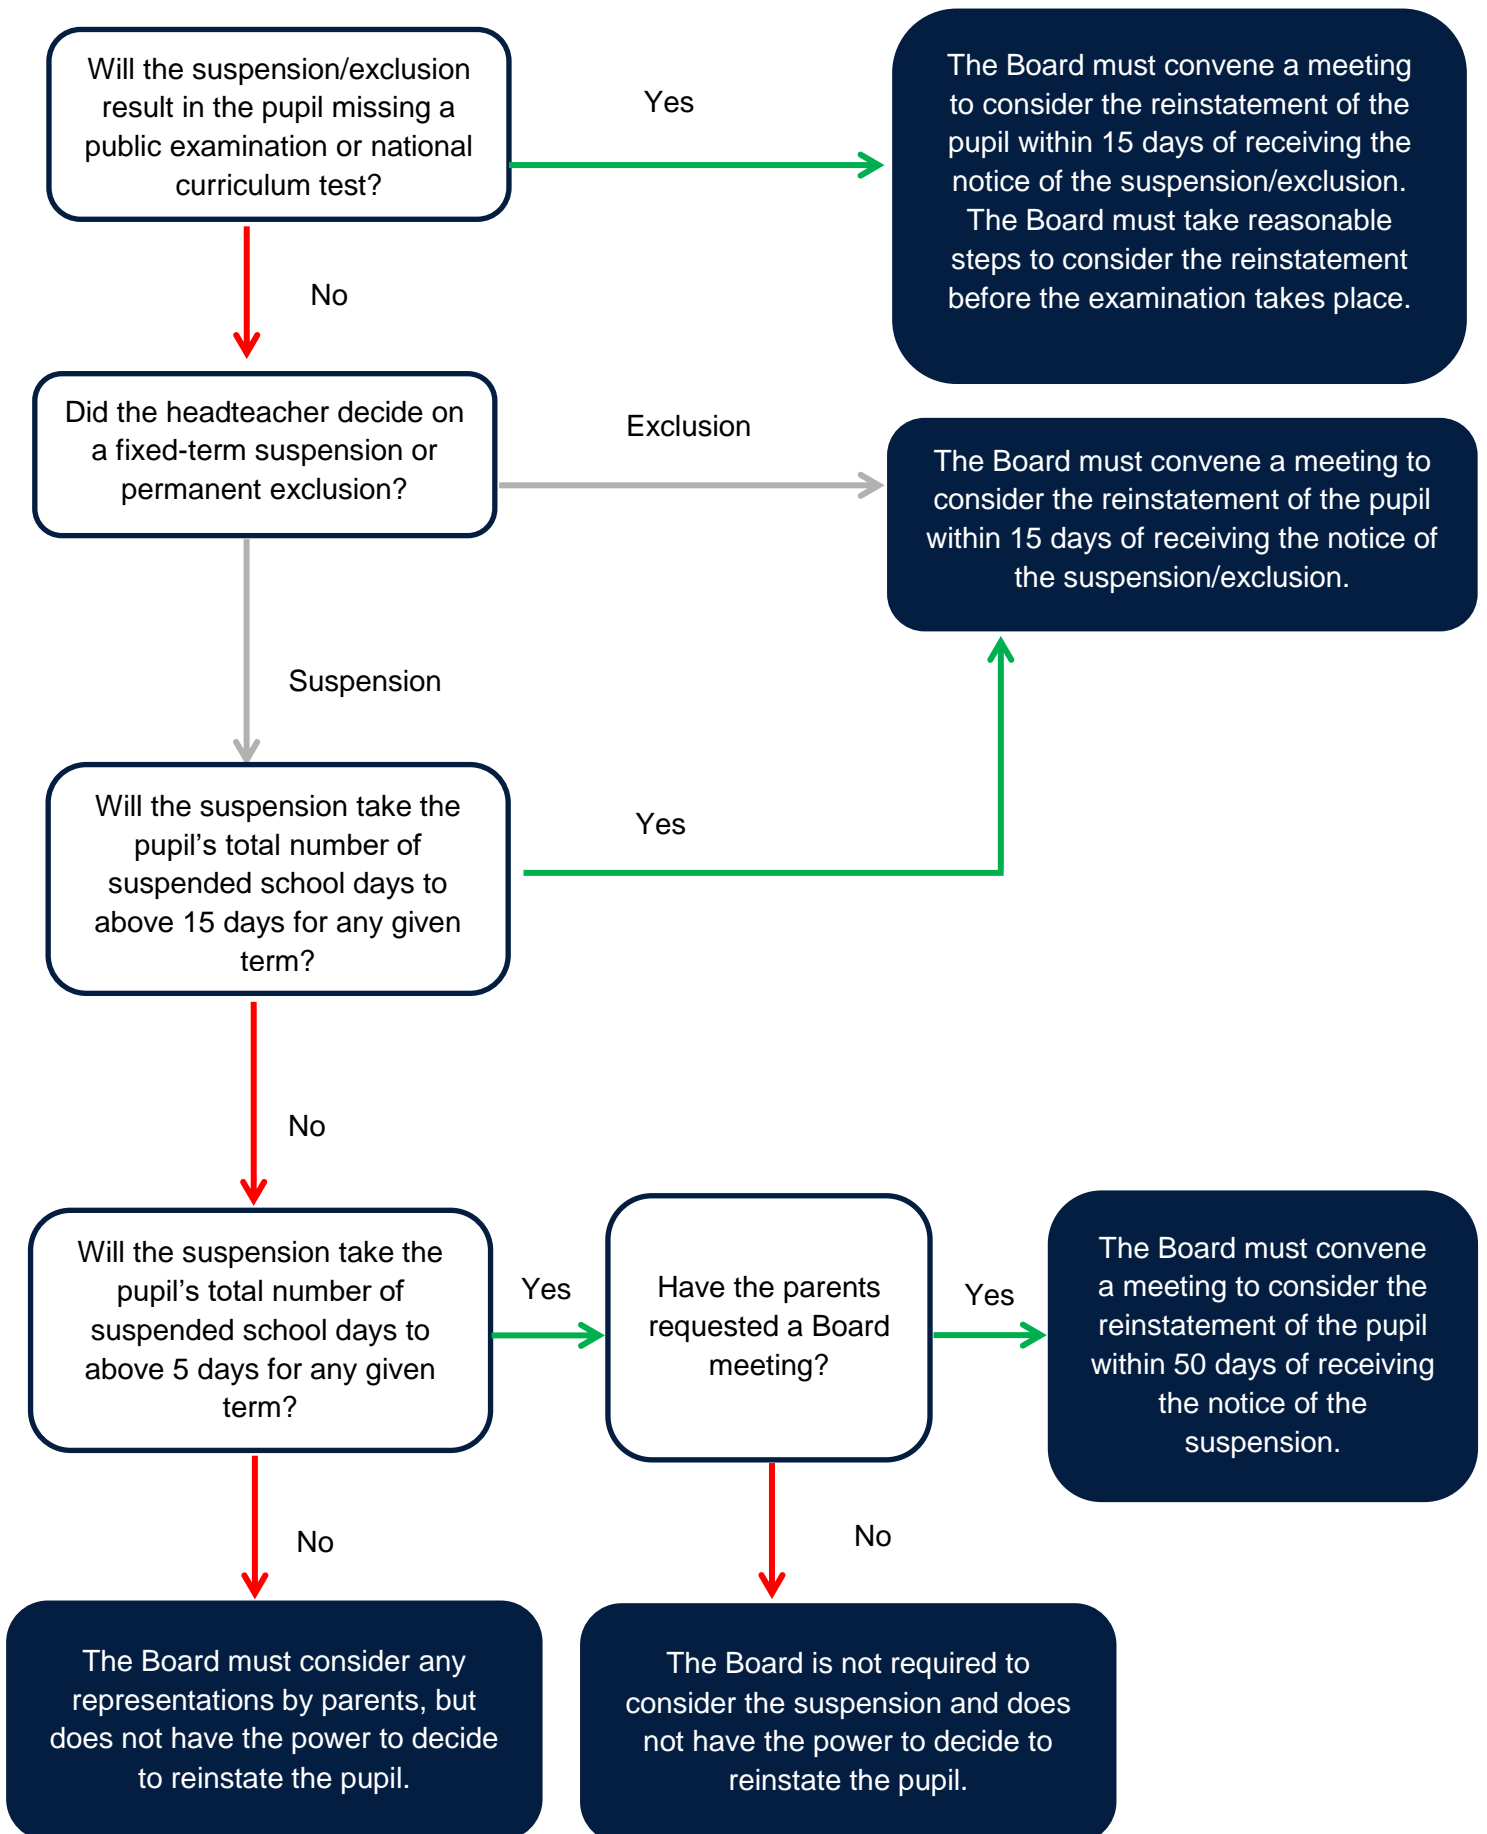 Will the suspension/exclusion
result in the pupil missing a
public examination or national
curriculum test?
Yes
The Board must convene a meeting
to consider the reinstatement of the
pupil within 15 days of receiving the
notice of the suspension/exclusion.
The Board must take reasonable
steps to consider the reinstatement
before the examination takes place.
No
Did the headteacher decide on
a fixed-term suspension or
permanent exclusion?
Exclusion
The Board must convene a meeting to
consider the reinstatement of the pupil
within 15 days of receiving the notice of
the suspension/exclusion.
Suspension
Will the suspension take the
pupil’s total number of
suspended school days to
above 15 days for any given
term?
Yes
No
Will the suspension take the
pupil’s total number of
suspended school days to
above 5 days for any given
term?
Yes
Have the parents
requested a Board
meeting?
Yes
The Board must convene
a meeting to consider the
reinstatement of the pupil
within 50 days of receiving
the notice of the
suspension.
No
No
The Board must consider any
representations by parents, but
does not have the power to decide
to reinstate the pupil.
The Board is not required to
consider the suspension and does
not have the power to decide to
reinstate the pupil.